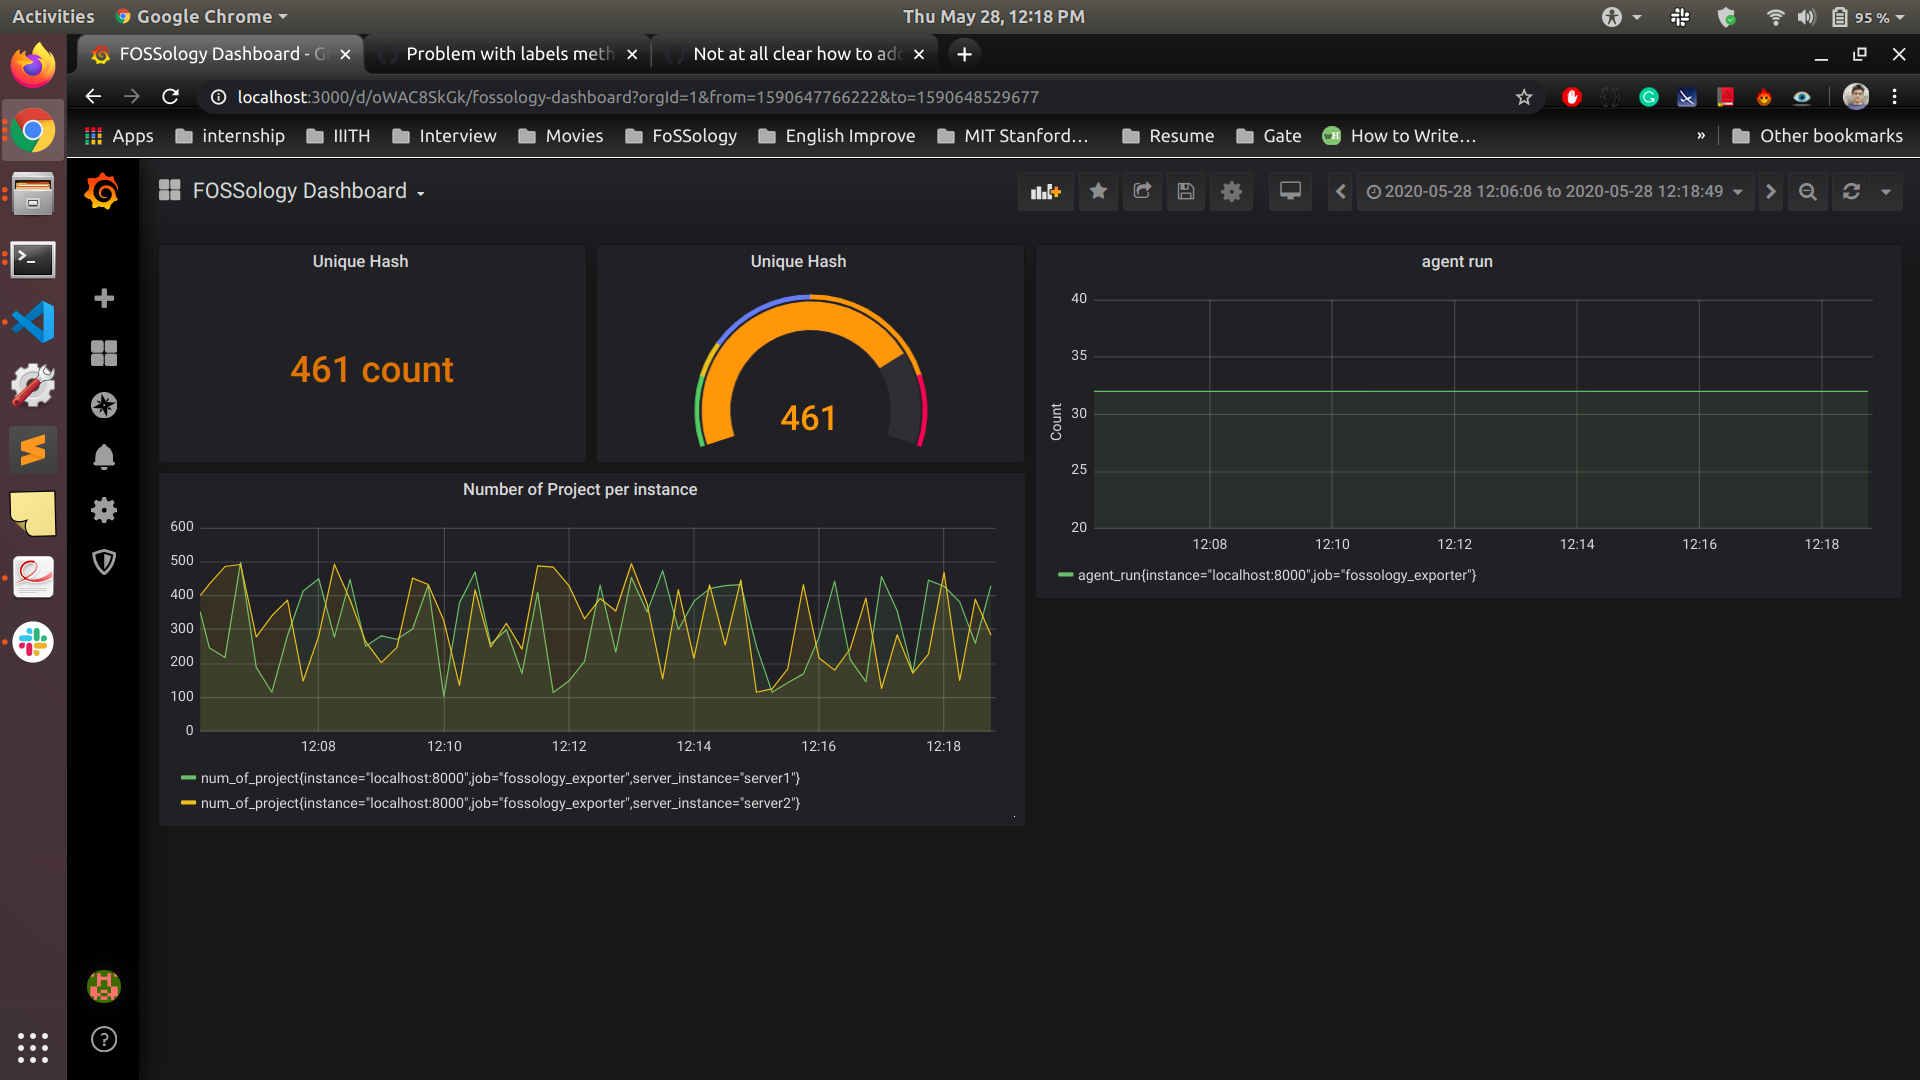 Activities Google Chrome Thu May 28, 12:18 PM 95 %
FOSSology Dashboard - Gr Problem with labels meth Not at all clear how to add
localhost:3000/d/oWAC8SkGk/fossology-dashboard?orgId=1&from=1590647766222&to=1590648529677
Apps internship IIITH Interview Movies FoSSology English Improve MIT Stanford... Resume Gate How to Write... » Other bookmarks
FOSSology Dashboard 2020-05-28 12:06:06 to 2020-05-28 12:18:49
Unique Hash
461 count
Unique Hash
461
agent run
40
35
30
25
20
Count
12:08 12:10 12:12 12:14 12:16 12:18
agent_run{instance="localhost:8000",job="fossology_exporter"}
Number of Project per instance
600
500
400
300
200
100
0
12:08 12:10 12:12 12:14 12:16 12:18
num_of_project{instance="localhost:8000",job="fossology_exporter",server_instance="server1"}
num_of_project{instance="localhost:8000",job="fossology_exporter",server_instance="server2"}